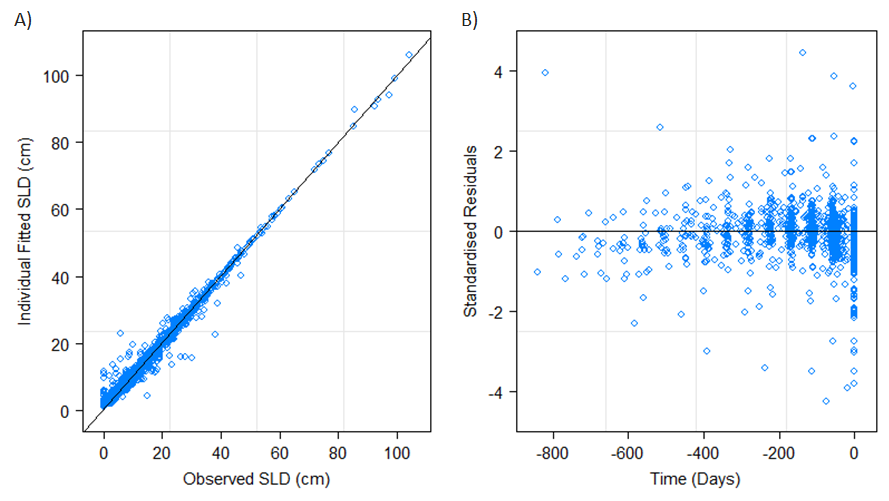 A)
B)
Individual Fitted SLD (cm)
100
80
60
40
20
0
0 20 40 60 80 100
Observed SLD (cm)
Standardised Residuals
4
2
0
-2
-4
-800 -600 -400 -200 0
Time (Days)